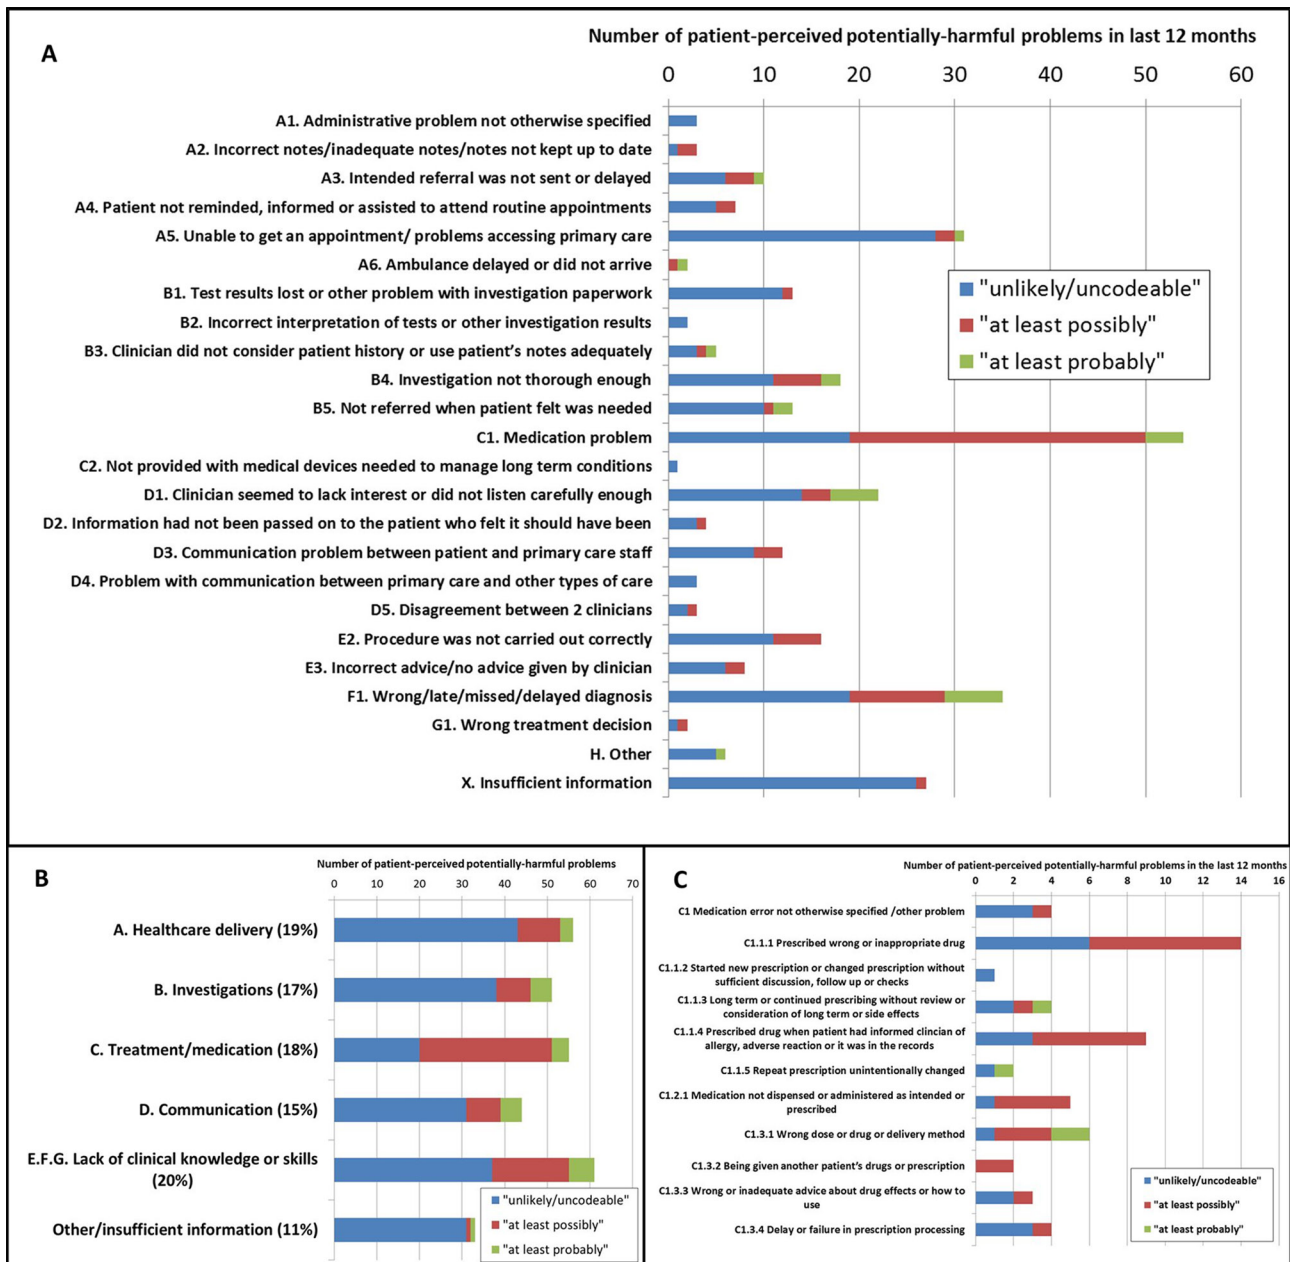 A
Number of patient-perceived potentially-harmful problems in last 12 months
0 10 20 30 40 50 60
A1. Administrative problem not otherwise specified
A2. Incorrect notes/inadequate notes/notes not kept up to date
A3. Intended referral was not sent or delayed
A4. Patient not reminded, informed or assisted to attend routine appointments
A5. Unable to get an appointment/ problems accessing primary care
A6. Ambulance delayed or did not arrive
B1. Test results lost or other problem with investigation paperwork
B2. Incorrect interpretation of tests or other investigation results
B3. Clinician did not consider patient history or use patient’s notes adequately
B4. Investigation not thorough enough
B5. Not referred when patient felt was needed
C1. Medication problem
C2. Not provided with medical devices needed to manage long term conditions
D1. Clinician seemed to lack interest or did not listen carefully enough
D2. Information had not been passed on to the patient who felt it should have been
D3. Communication problem between patient and primary care staff
D4. Problem with communication between primary care and other types of care
D5. Disagreement between 2 clinicians
E2. Procedure was not carried out correctly
E3. Incorrect advice/no advice given by clinician
F1. Wrong/late/missed/delayed diagnosis
G1. Wrong treatment decision
H. Other
X. Insufficient information
"unlikely/uncodeable"
"at least possibly"
"at least probably"
B
Number of patient-perceived potentially-harmful problems
0 10 20 30 40 50 60 70
A. Healthcare delivery (19%)
B. Investigations (17%)
C. Treatment/medication (18%)
D. Communication (15%)
E.F.G. Lack of clinical knowledge or skills
(20%)
Other/insufficient information (11%)
"unlikely/uncodeable"
"at least possibly"
"at least probably"
C
Number of patient-perceived potentially-harmful problems in the last 12 months
0 2 4 6 8 10 12 14 16
C1 Medication error not otherwise specified /other problem
C1.1.1 Prescribed wrong or inappropriate drug
C1.1.2 Started new prescription or changed prescription without
sufficient discussion, follow up or checks
C1.1.3 Long term or continued prescribing without review or
consideration of long term or side effects
C1.1.4 Prescribed drug when patient had informed clincian of
allergy, adverse reaction or it was in the records
C1.1.5 Repeat prescription unintentionally changed
C1.2.1 Medication not dispensed or administered as intended or
prescribed
C1.3.1 Wrong dose or drug or delivery method
C1.3.2 Being given another patient’s drugs or prescription
C1.3.3 Wrong or inadequate advice about drug effects or how to
use
C1.3.4 Delay or failure in prescription processing
"unlikely/uncodeable"
"at least possibly"
"at least probably"